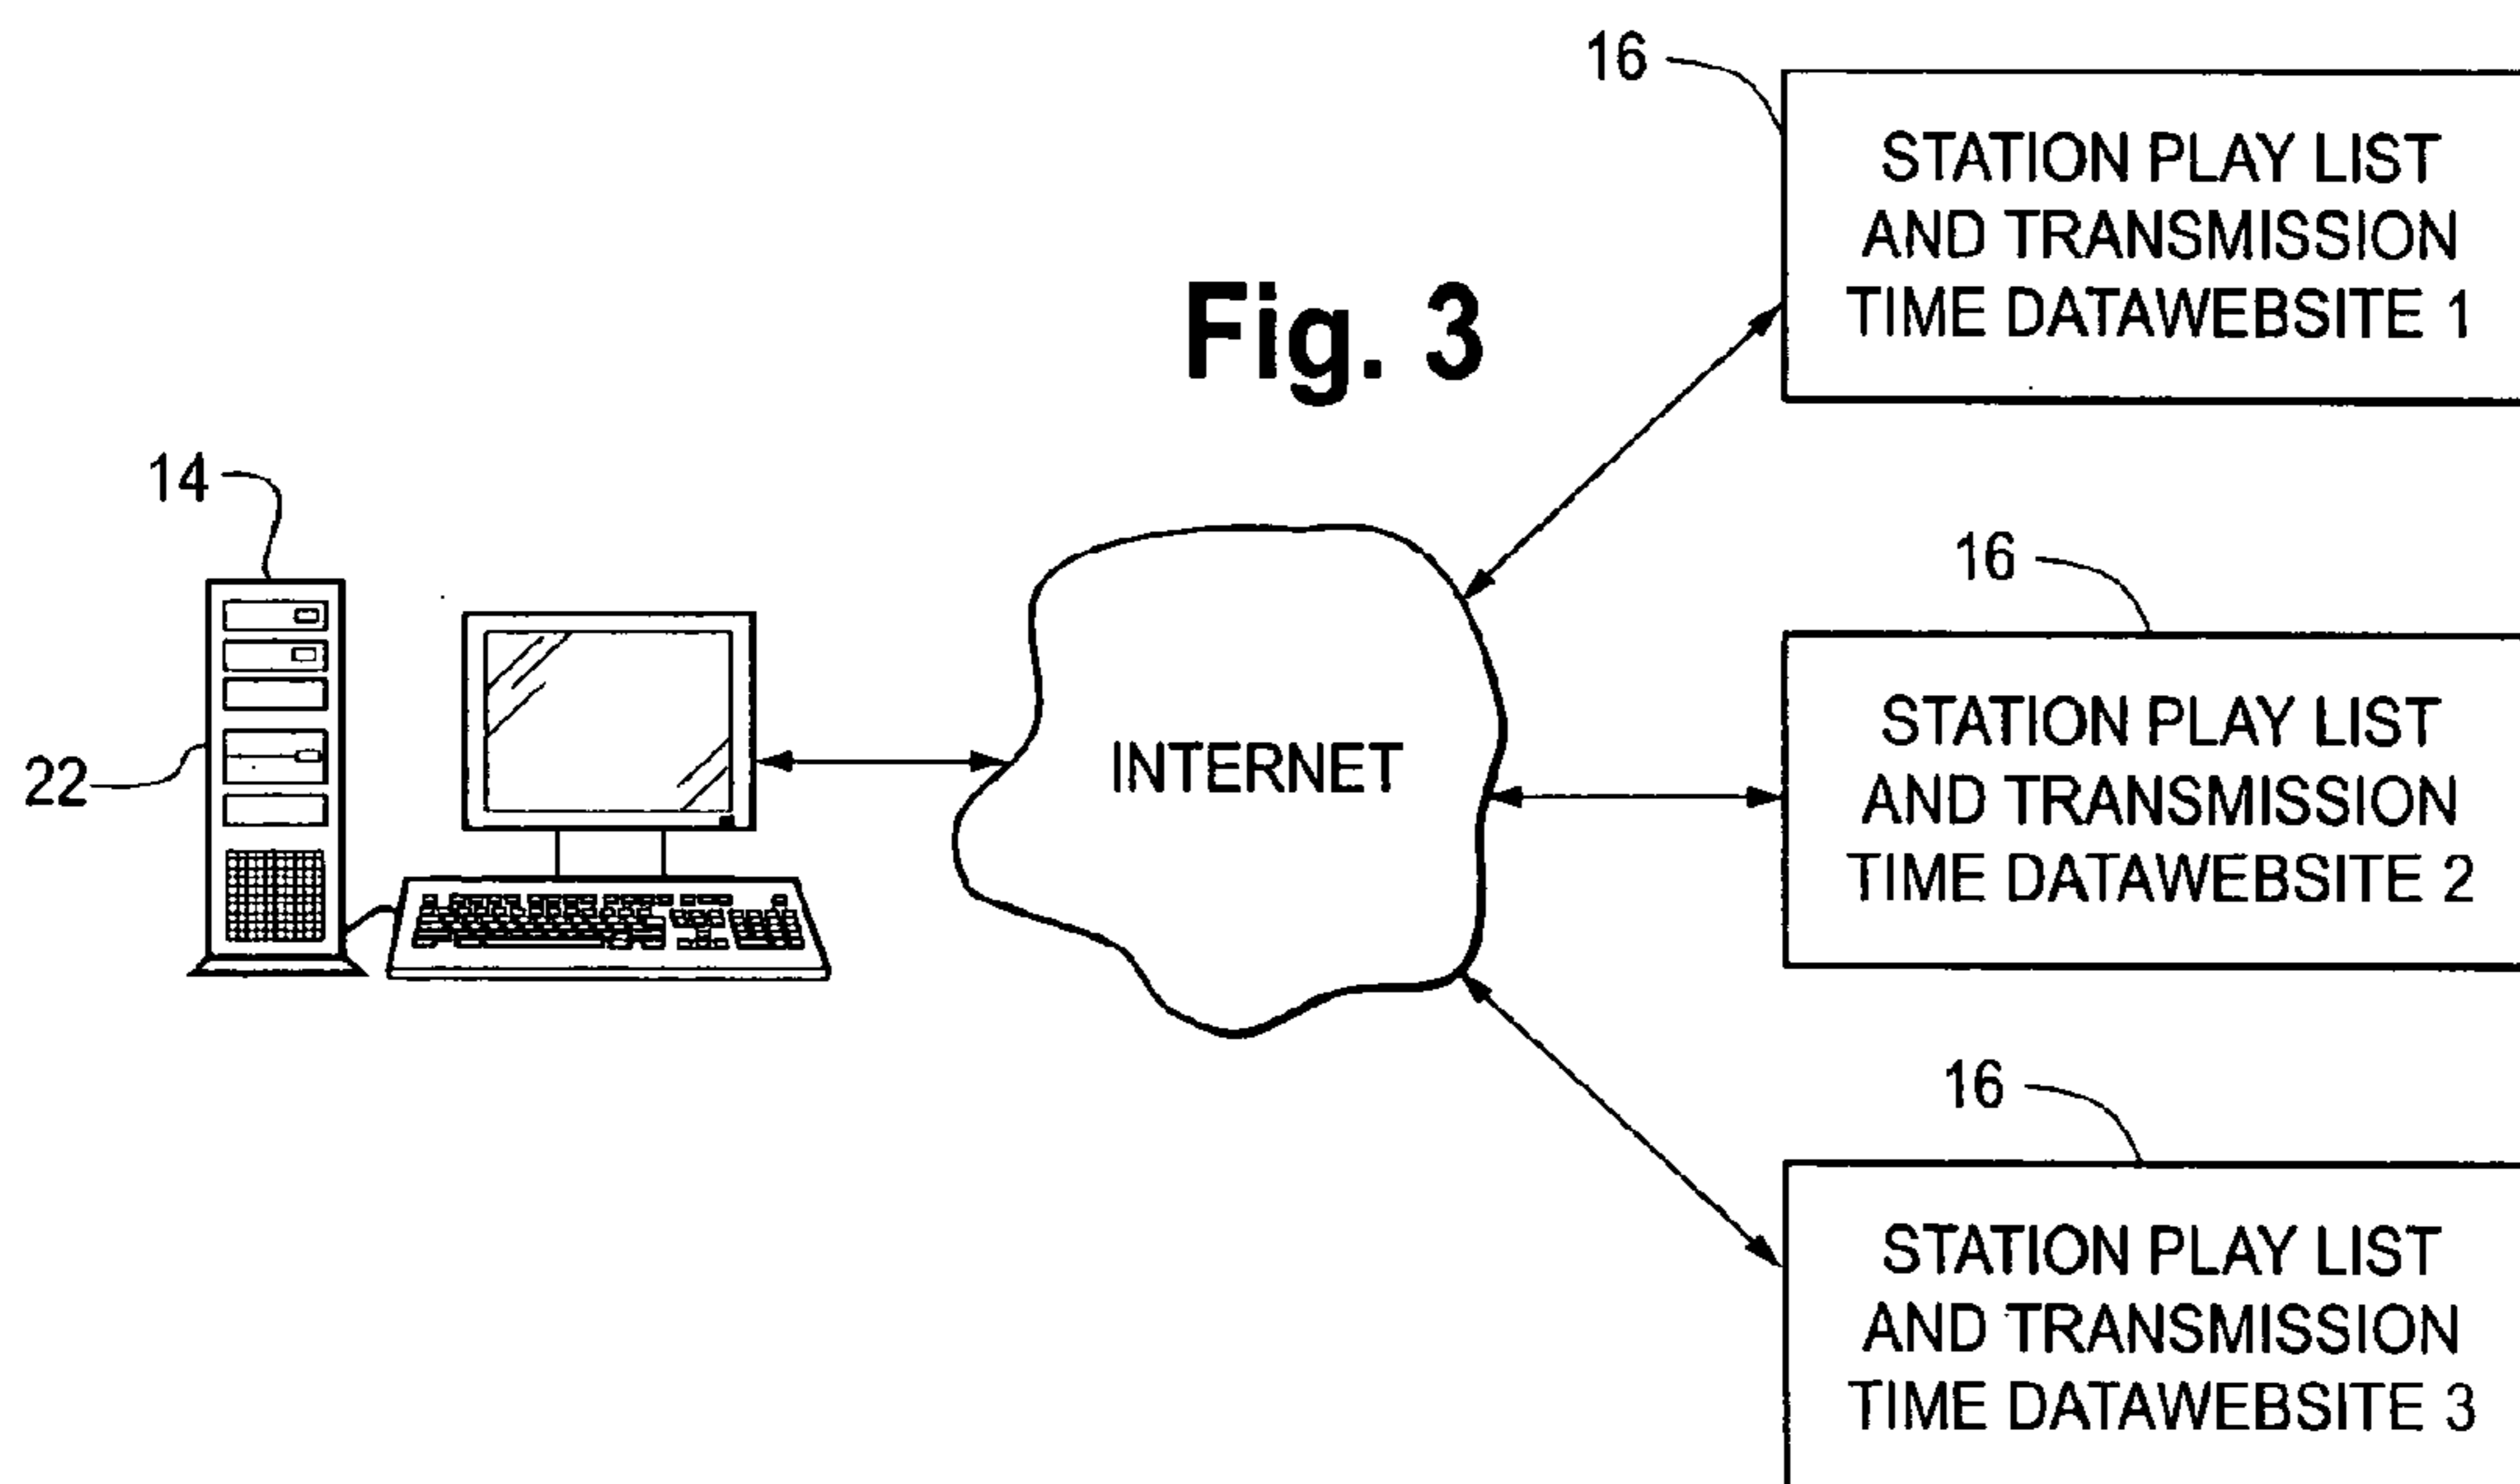 16
STATION PLAY LIST
AND TRANSMISSION
TIME DATAWEBSITE 1
Fig. 3
14
22
INTERNET
16
STATION PLAY LIST
AND TRANSMISSION
TIME DATAWEBSITE 2
16
STATION PLAY LIST
AND TRANSMISSION
TIME DATAWEBSITE 3